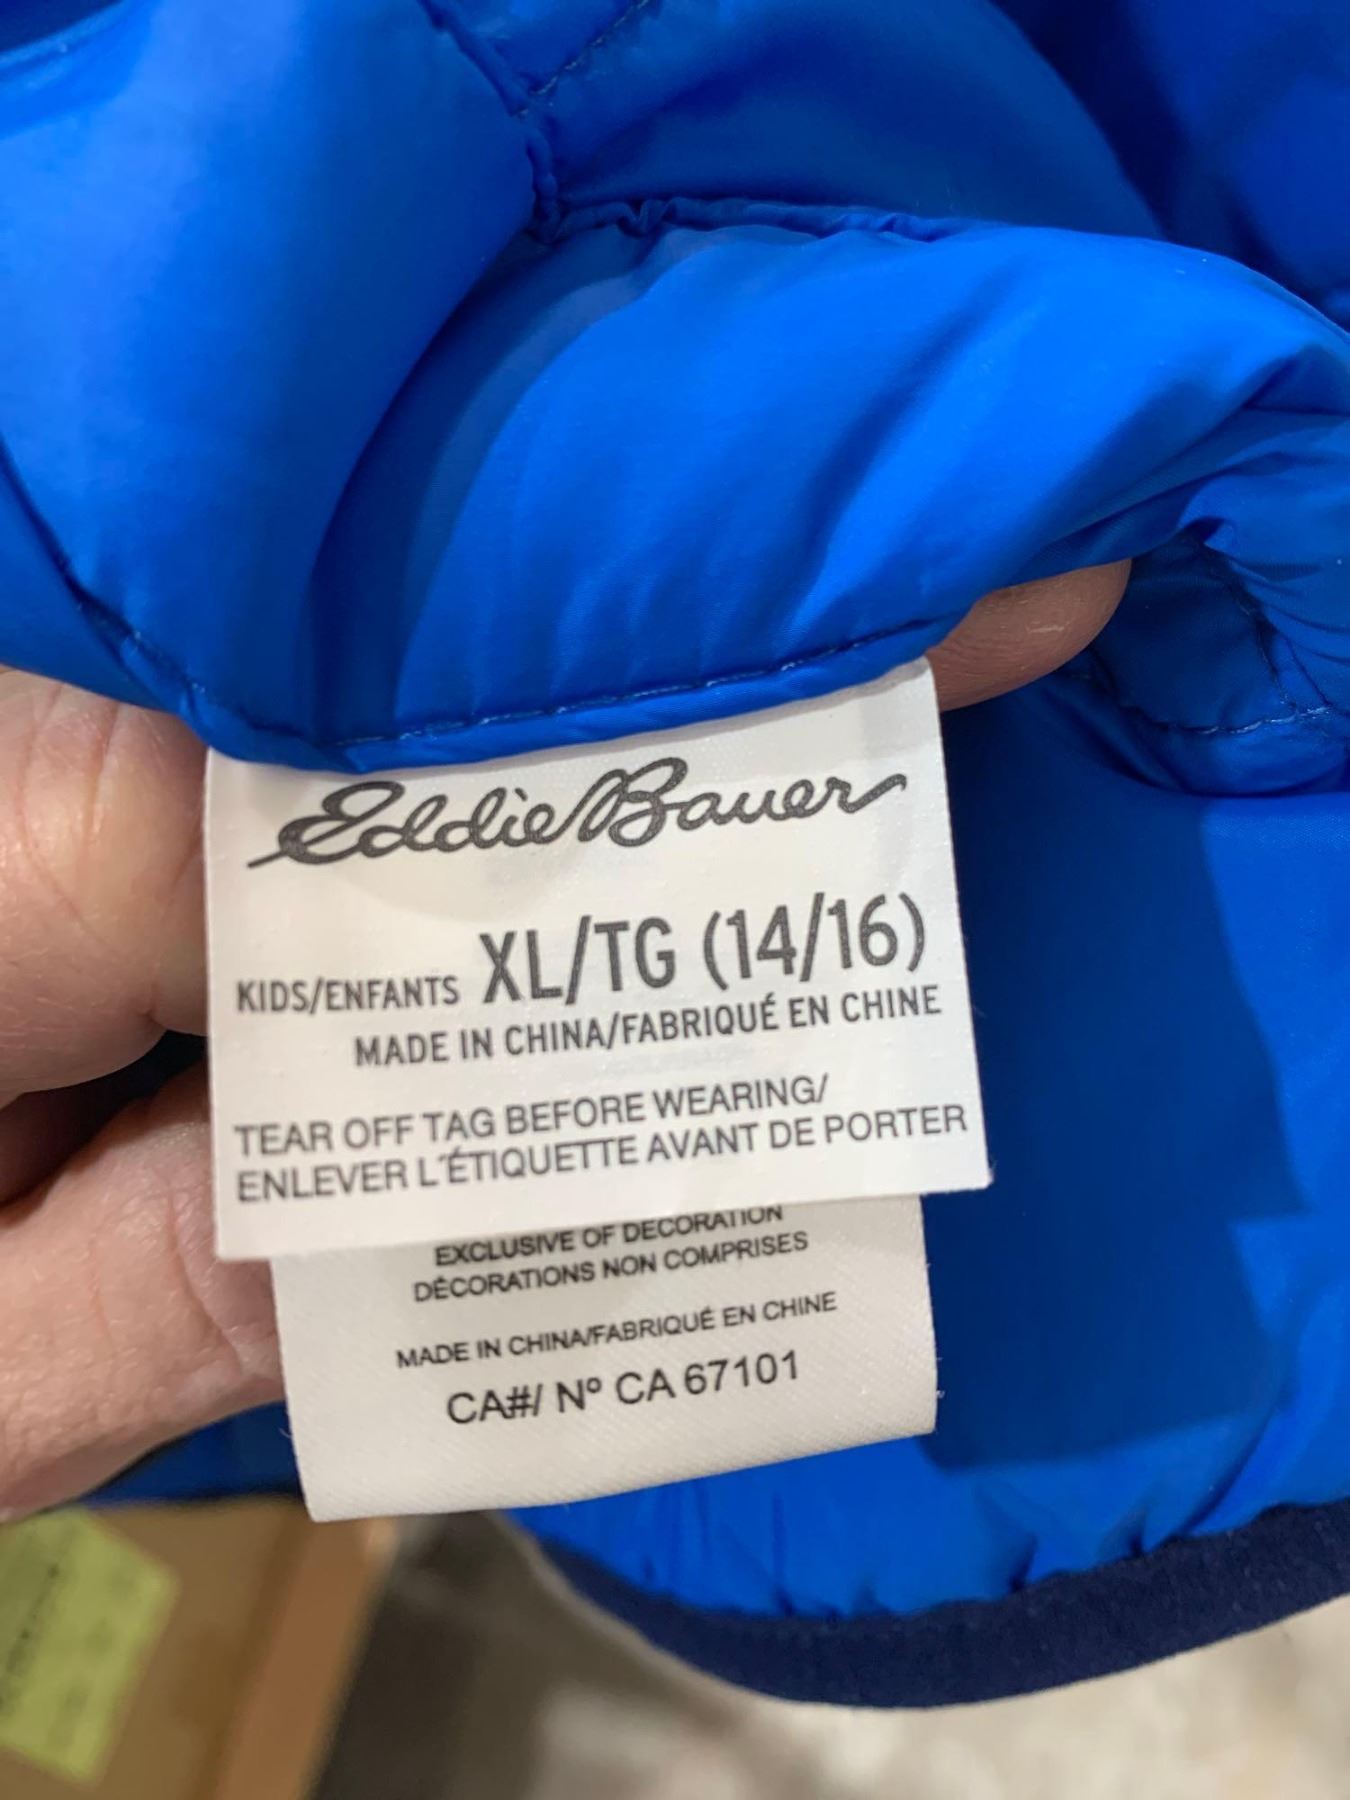 Eddie Bauer
KIDS/ENFANTS XL/TG (14/16)
MADE IN CHINA/FABRIQUÉ EN CHINE
TEAR OFF TAG BEFORE WEARING/
ENLEVER L'ÉTIQUETTE AVANT DE PORTER
EXCLUSIVE OF DECORATION
DÉCORATIONS NON COMPRISES
MADE IN CHINA/FABRIQUÉ EN CHINE
CA#/ Nº CA 67101